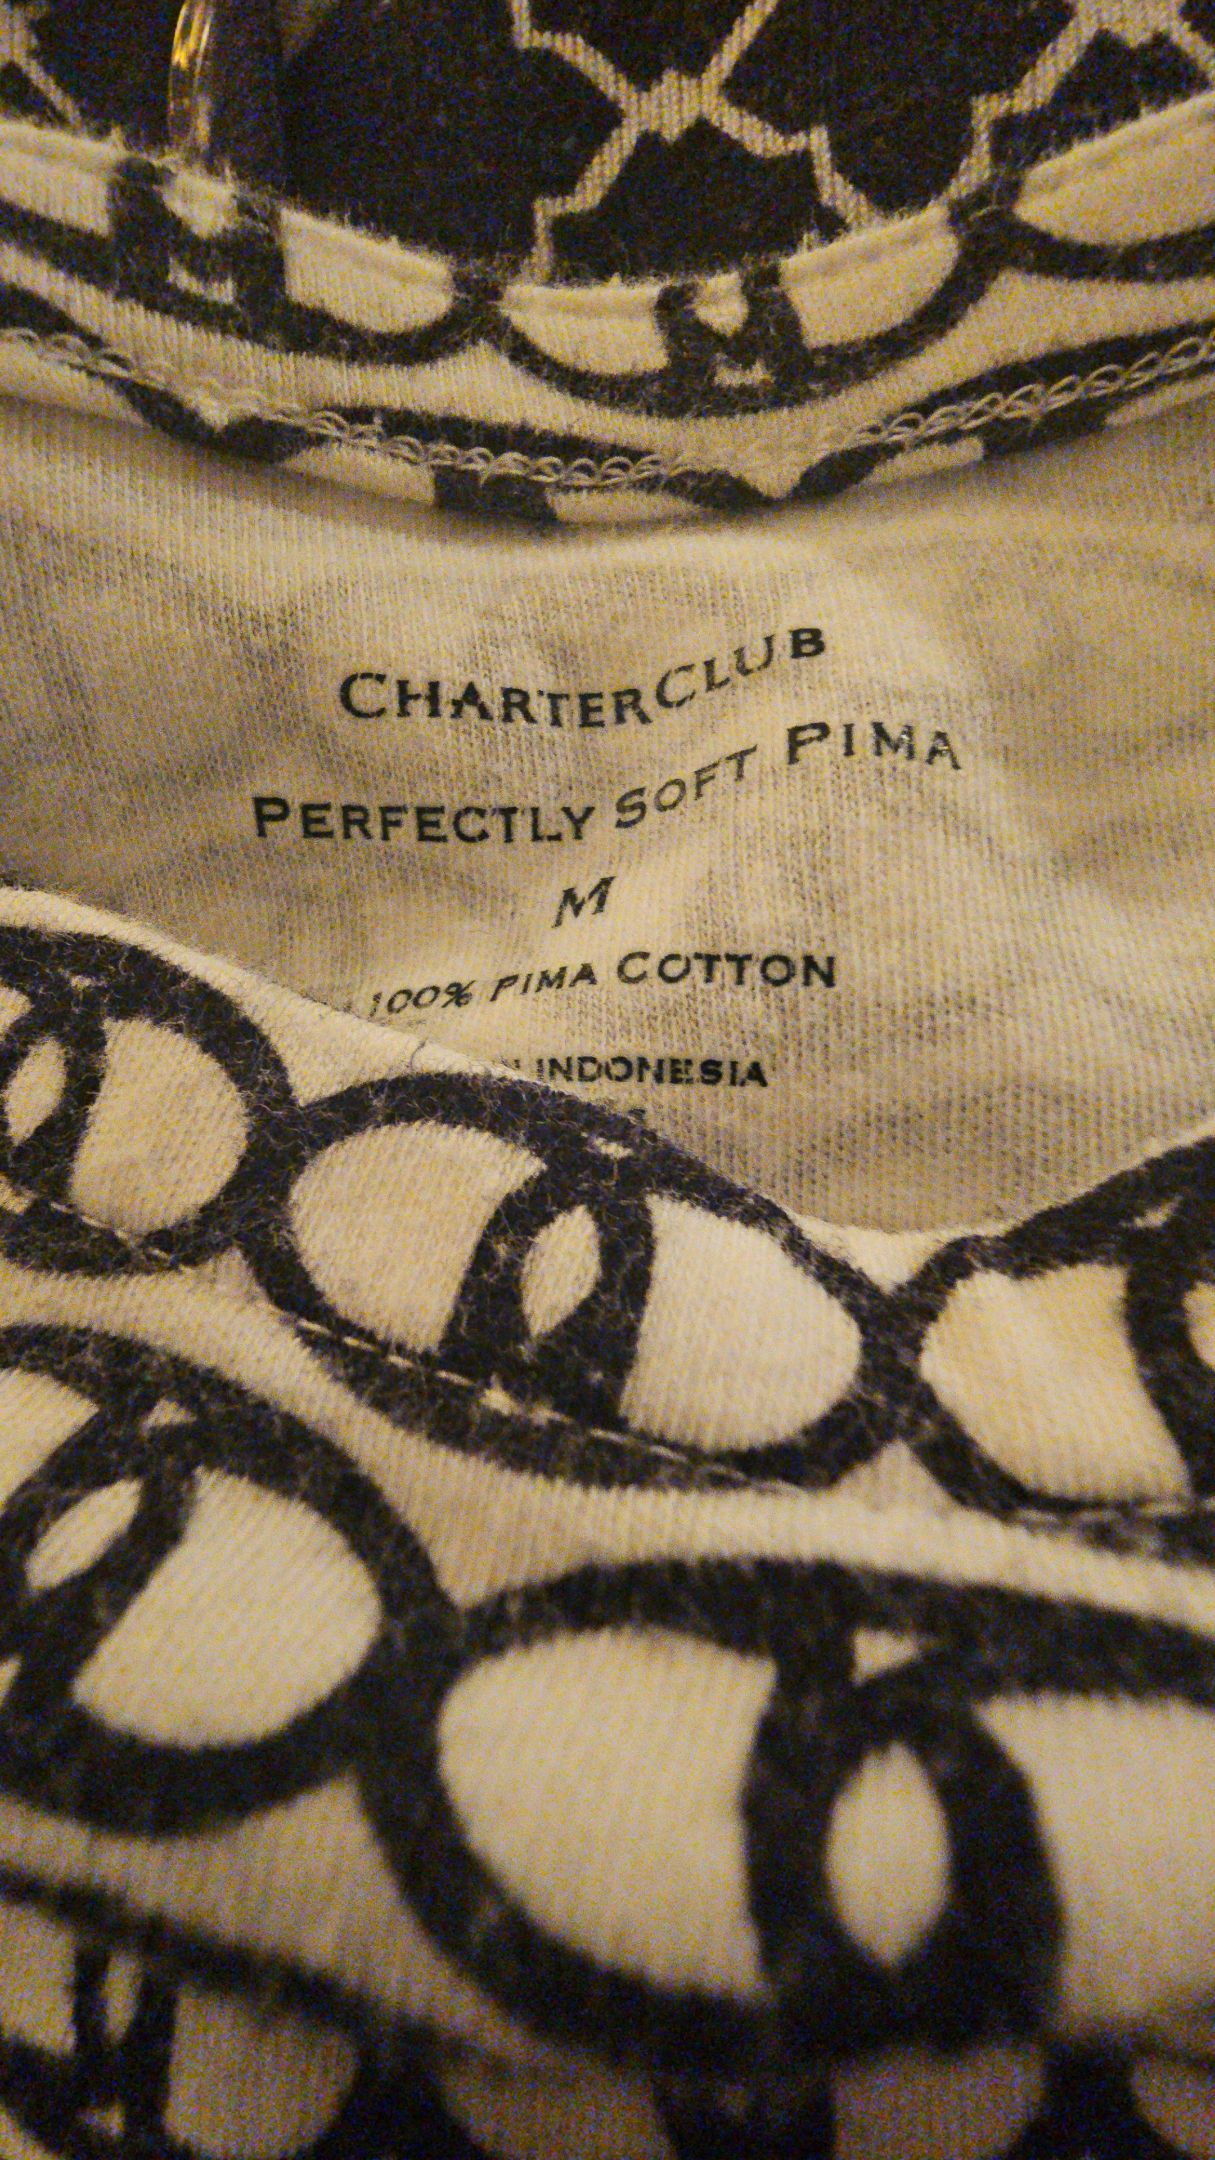 CHARTERCLUB
PERFECTLY SOFT PIMA
M
100% PIMA COTTON
INDONESIA